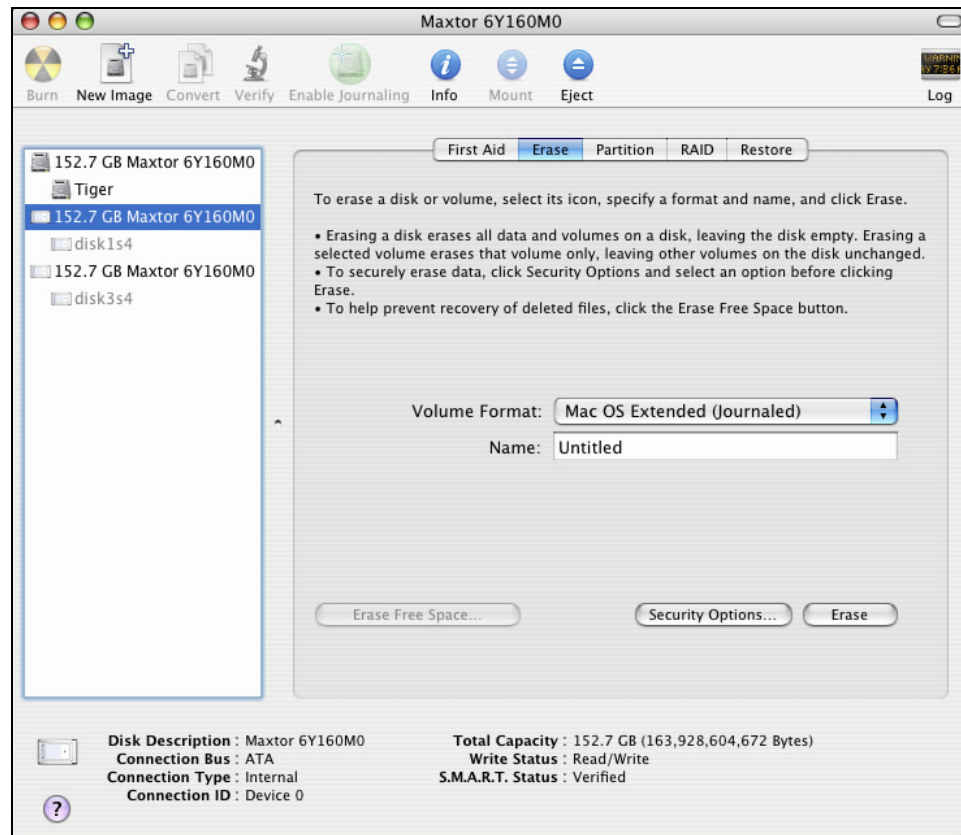 Maxtor 6Y160M0
Burn New Image Convert Verify Enable Journaling Info Mount Eject Log
152.7 GB Maxtor 6Y160M0
Tiger
152.7 GB Maxtor 6Y160M0
disk1s4
152.7 GB Maxtor 6Y160M0
disk3s4
First Aid Erase Partition RAID Restore
To erase a disk or volume, select its icon, specify a format and name, and click Erase.
• Erasing a disk erases all data and volumes on a disk, leaving the disk empty. Erasing a
selected volume erases that volume only, leaving other volumes on the disk unchanged.
• To securely erase data, click Security Options and select an option before clicking
Erase.
• To help prevent recovery of deleted files, click the Erase Free Space button.
Volume Format: Mac OS Extended (Journaled)
Name: Untitled
Erase Free Space... Security Options... Erase
Disk Description : Maxtor 6Y160M0 Total Capacity : 152.7 GB (163,928,604,672 Bytes)
Connection Bus : ATA Write Status : Read/Write
Connection Type : Internal S.M.A.R.T. Status : Verified
Connection ID : Device 0
?